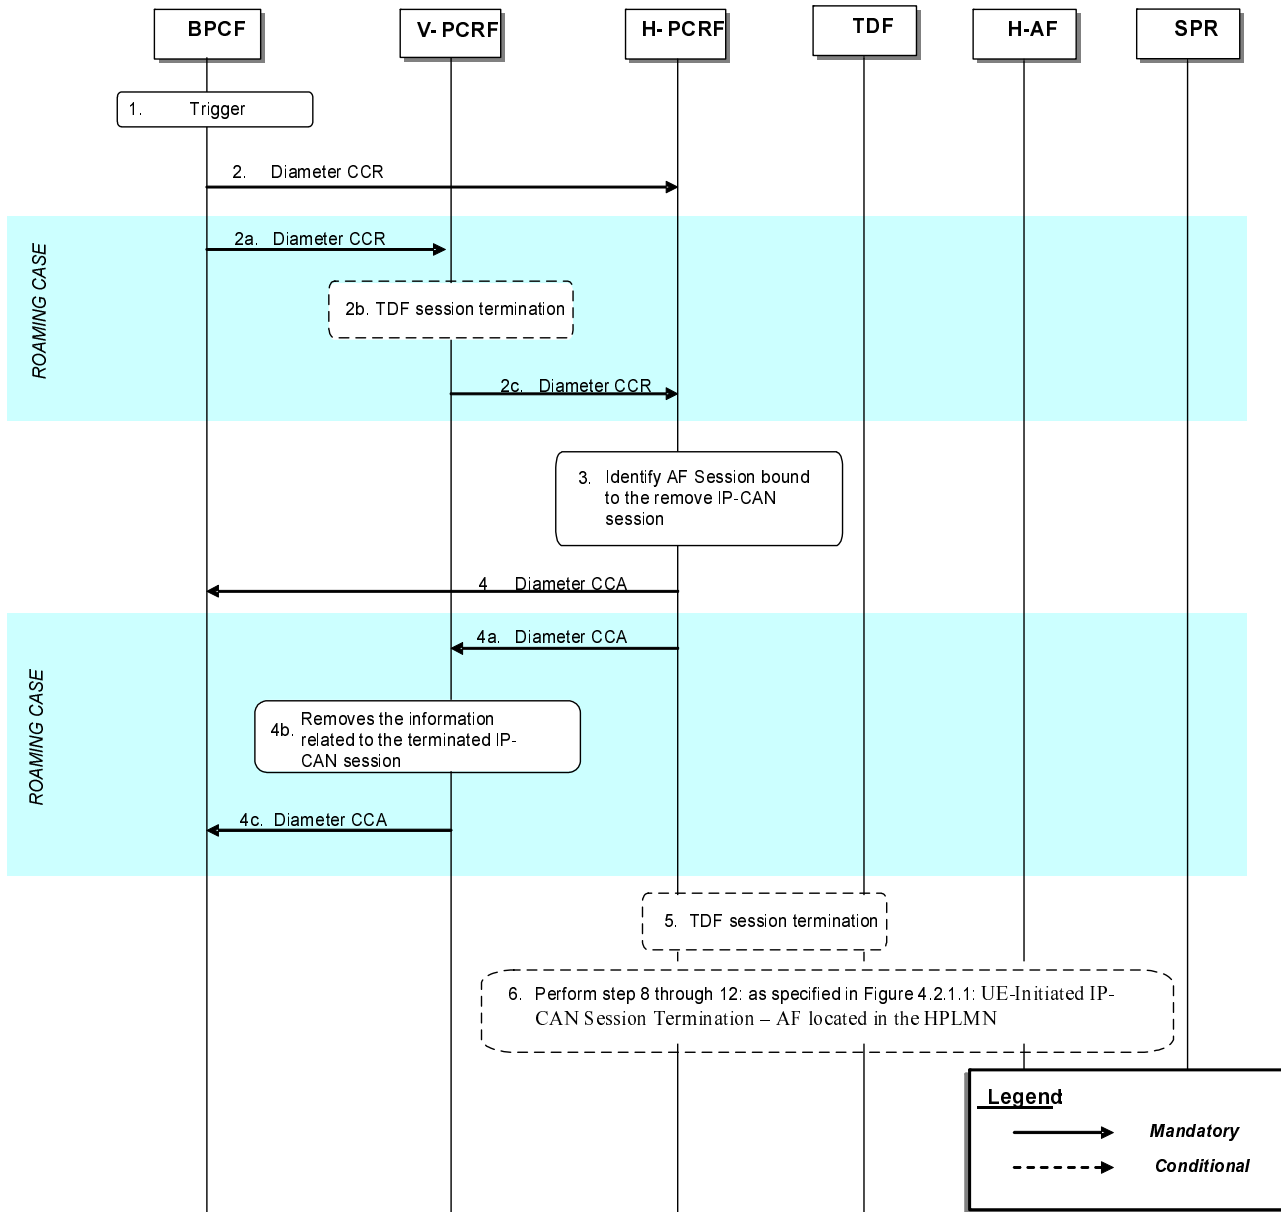 BPCF
V- PCRF
H- PCRF
TDF
H-AF
SPR
1. Trigger
2. Diameter CCR
ROAMING CASE
2a. Diameter CCR
2b. TDF session termination
2c. Diameter CCR
3. Identify AF Session bound
to the remove IP-CAN
session
4 Diameter CCA
ROAMING CASE
4a. Diameter CCA
4b. Removes the information
related to the terminated IP-
CAN session
4c. Diameter CCA
5. TDF session termination
6. Perform step 8 through 12: as specified in Figure 4.2.1.1: UE-Initiated IP-
CAN Session Termination – AF located in the HPLMN
Legend
Mandatory
Conditional